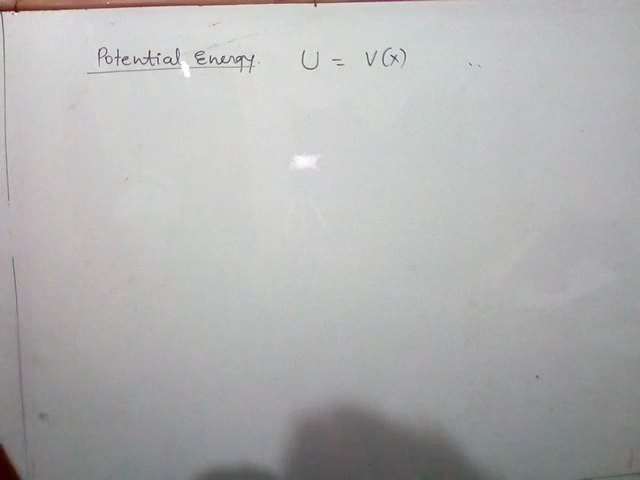 Potential Energy. U = V(x) ..